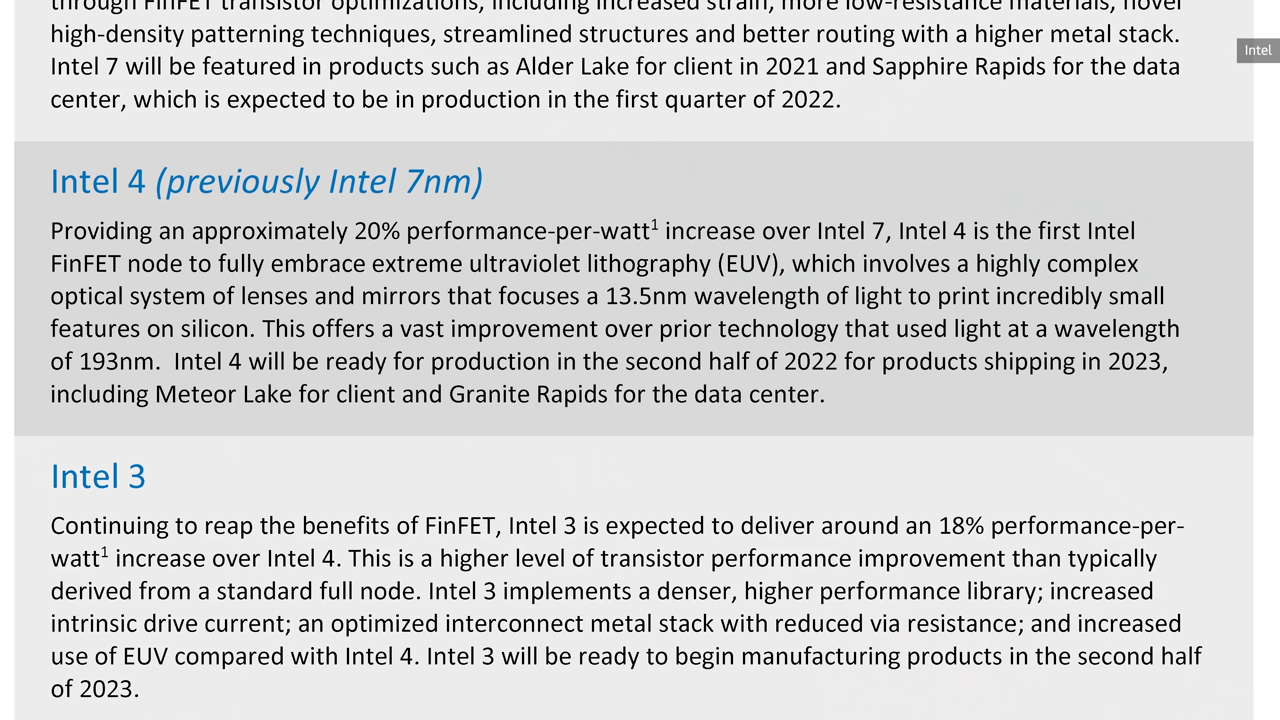 through FinFET transistor optimizations, including increased strain, more low-resistance materials, novel
high-density patterning techniques, streamlined structures and better routing with a higher metal stack.
Intel 7 will be featured in products such as Alder Lake for client in 2021 and Sapphire Rapids for the data
center, which is expected to be in production in the first quarter of 2022.
Intel
Intel 4 (previously Intel 7nm)
Providing an approximately 20% performance-per-watt¹ increase over Intel 7, Intel 4 is the first Intel
FinFET node to fully embrace extreme ultraviolet lithography (EUV), which involves a highly complex
optical system of lenses and mirrors that focuses a 13.5nm wavelength of light to print incredibly small
features on silicon. This offers a vast improvement over prior technology that used light at a wavelength
of 193nm.  Intel 4 will be ready for production in the second half of 2022 for products shipping in 2023,
including Meteor Lake for client and Granite Rapids for the data center.
Intel 3
Continuing to reap the benefits of FinFET, Intel 3 is expected to deliver around an 18% performance-per-
watt¹ increase over Intel 4. This is a higher level of transistor performance improvement than typically
derived from a standard full node. Intel 3 implements a denser, higher performance library; increased
intrinsic drive current; an optimized interconnect metal stack with reduced via resistance; and increased
use of EUV compared with Intel 4. Intel 3 will be ready to begin manufacturing products in the second half
of 2023.